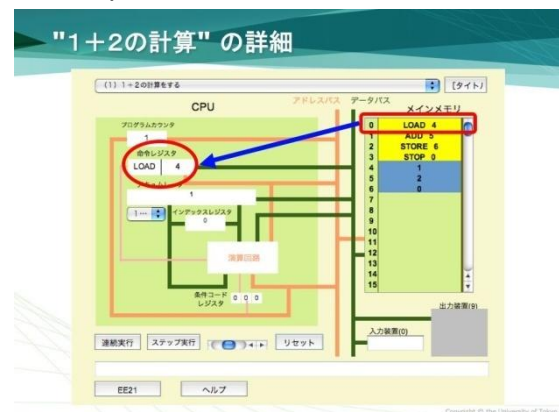 "1+2の計算" の詳細
(1) 1+2の計算をする
[タイトル]
CPU
アドレスバス
データバス
メインメモリ
プログラムカウンタ
1
命令レジスタ
LOAD 4
1
1
インデックスレジスタ
0
演算回路
条件コード
レジスタ
0 0 0
0 LOAD 4
1 ADD 5
2 STORE 6
3 STOP 0
4 1
5 2
6 0
7
8
9
10
11
12
13
14
15
出力装置(9)
入力装置(0)
連続実行
ステップ実行
リセット
EE21
ヘルプ